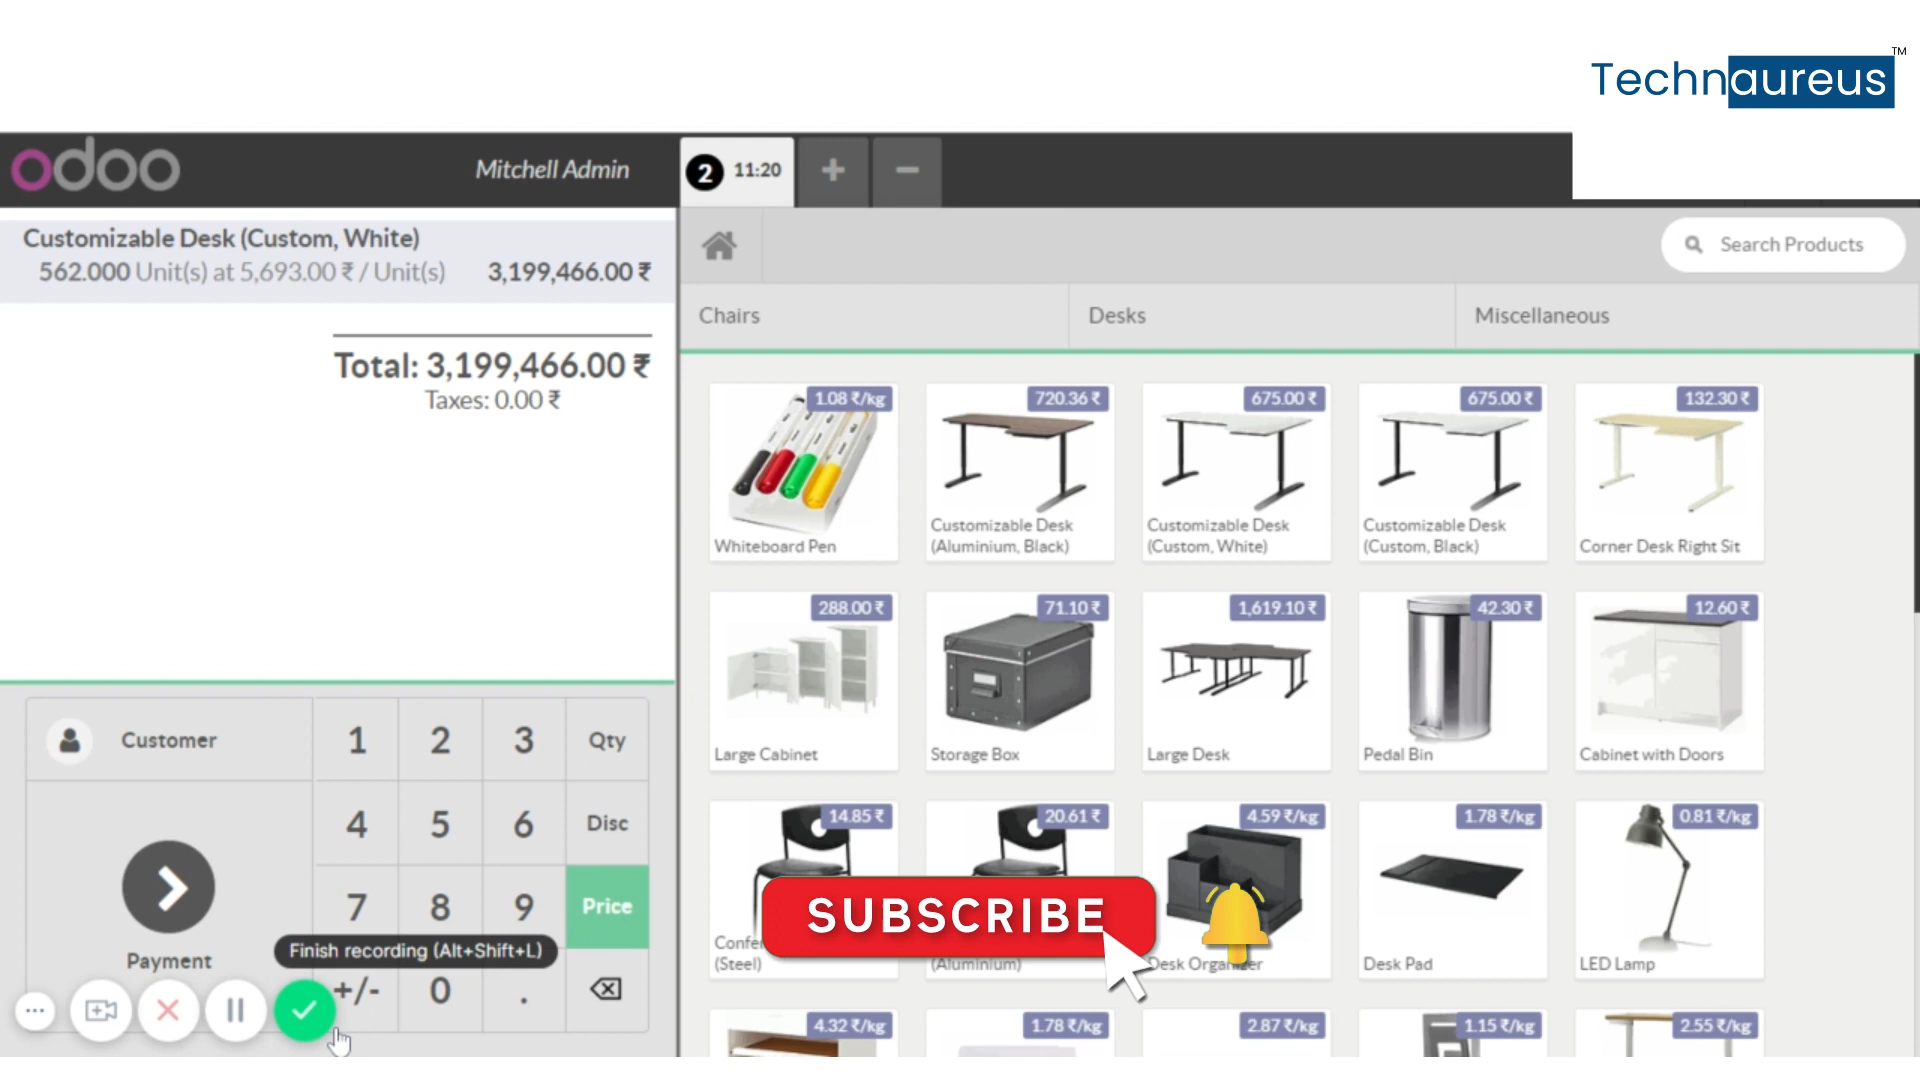 Technaureus™
odoo
Mitchell Admin
2 11:20 + −
Customizable Desk (Custom, White)
562.000 Unit(s) at 5,693.00 ₹ / Unit(s) 3,199,466.00 ₹
Total: 3,199,466.00 ₹
Taxes: 0.00 ₹
Search Products
Chairs Desks Miscellaneous
1.08 ₹/kg 720.36 ₹ 675.00 ₹ 675.00 ₹ 132.30 ₹
Whiteboard Pen
Customizable Desk
(Aluminium, Black)
Customizable Desk
(Custom, White)
Customizable Desk
(Custom, Black)
Corner Desk Right Sit
288.00 ₹ 71.10 ₹ 1,619.10 ₹ 42.30 ₹ 12.60 ₹
Large Cabinet Storage Box Large Desk Pedal Bin Cabinet with Doors
14.85 ₹ 20.61 ₹ 4.59 ₹/kg 1.78 ₹/kg 0.81 ₹/kg
(Steel)
(Aluminium)
Desk Organizer
Desk Pad
LED Lamp
SUBSCRIBE
4.32 ₹/kg 1.78 ₹/kg 2.87 ₹/kg 1.15 ₹/kg 2.55 ₹/kg
Customer
Payment
1 2 3 Qty
4 5 6 Disc
7 8 9 Price
+/- 0 .
Finish recording (Alt+Shift+L)